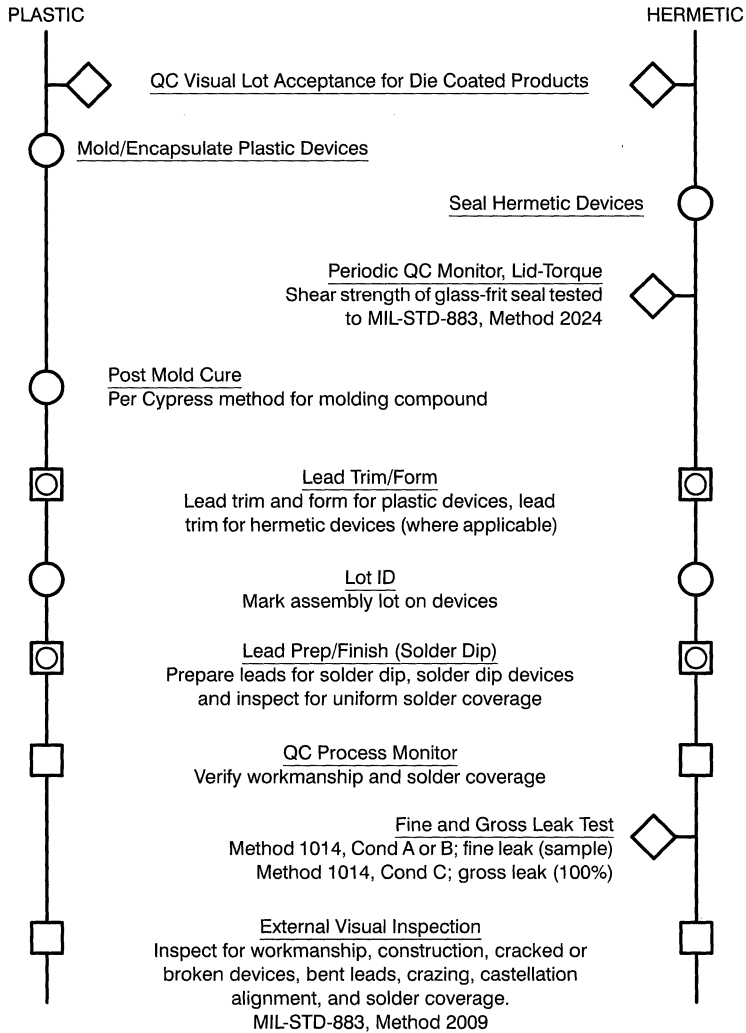 PLASTIC
HERMETIC
QC Visual Lot Acceptance for Die Coated Products
Mold/Encapsulate Plastic Devices
Seal Hermetic Devices
Periodic QC Monitor, Lid-Torque
Shear strength of glass-frit seal tested
to MIL-STD-883, Method 2024
Post Mold Cure
Per Cypress method for molding compound
Lead Trim/Form
Lead trim and form for plastic devices, lead
trim for hermetic devices (where applicable)
Lot ID
Mark assembly lot on devices
Lead Prep/Finish (Solder Dip)
Prepare leads for solder dip, solder dip devices
and inspect for uniform solder coverage
QC Process Monitor
Verify workmanship and solder coverage
Fine and Gross Leak Test
Method 1014, Cond A or B; fine leak (sample)
Method 1014, Cond C; gross leak (100%)
External Visual Inspection
Inspect for workmanship, construction, cracked or
broken devices, bent leads, crazing, castellation
alignment, and solder coverage.
MIL-STD-883, Method 2009